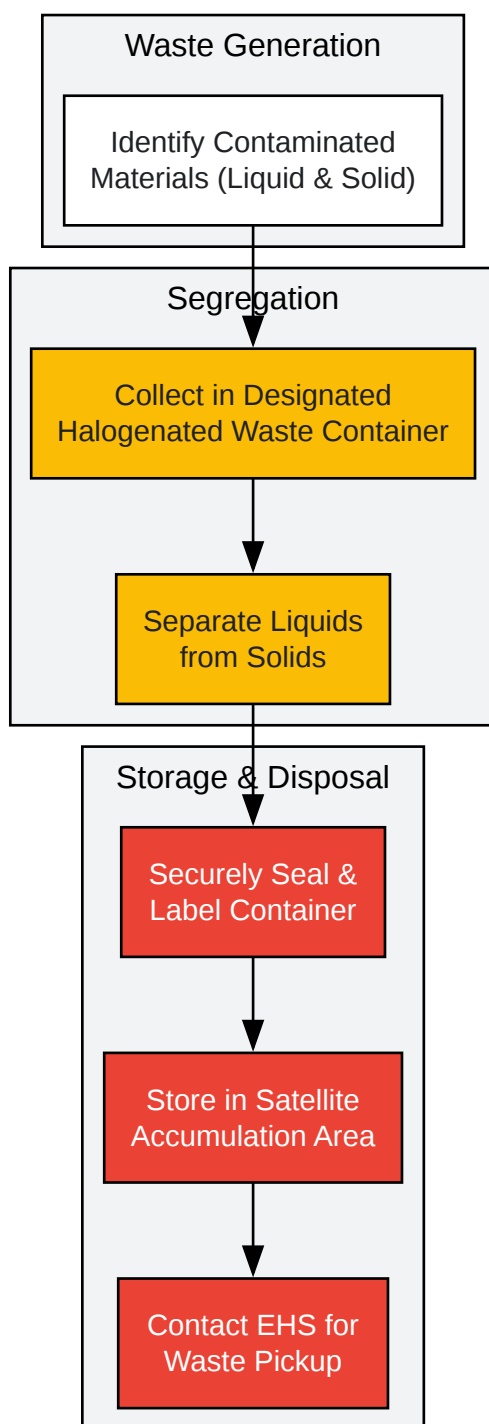 Waste Generation
Identify Contaminated
Materials (Liquid & Solid)
Segregation
Collect in Designated
Halogenated Waste Container
Separate Liquids
from Solids
Storage & Disposal
Securely Seal &
Label Container
Store in Satellite
Accumulation Area
Contact EHS for
Waste Pickup